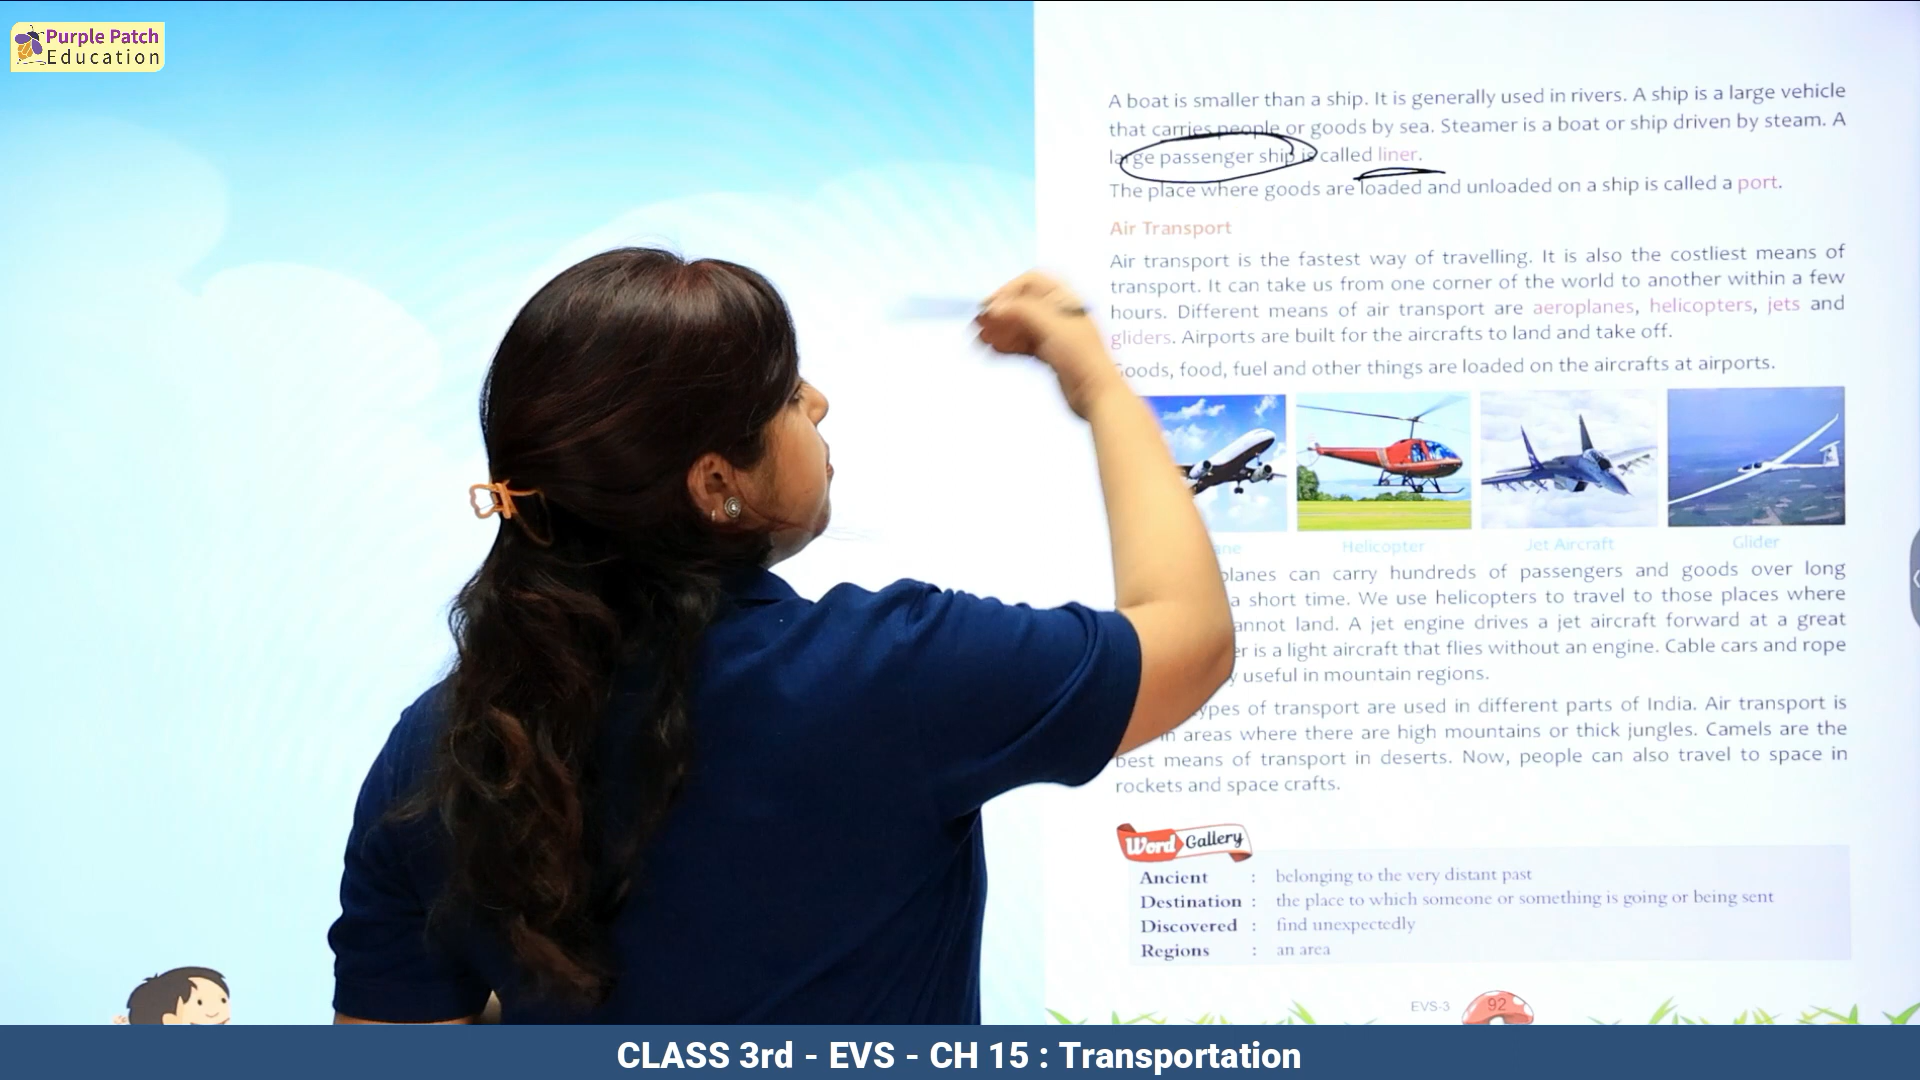 Purple Patch
Education
A boat is smaller than a ship. It is generally used in rivers. A ship is a large vehicle
that carries people or goods by sea. Steamer is a boat or ship driven by steam. A
large passenger ship is called liner.
The place where goods are loaded and unloaded on a ship is called a port.
Air Transport
Air transport is the fastest way of travelling. It is also the costliest means of
transport. It can take us from one corner of the world to another within a few
hours. Different means of air transport are aeroplanes, helicopters, jets and
gliders. Airports are built for the aircrafts to land and take off.
Goods, food, fuel and other things are loaded on the aircrafts at airports.
Helicopter
Jet Aircraft
Glider
can carry hundreds of passengers and goods over long
a short time. We use helicopters to travel to those places where
land. A jet engine drives a jet aircraft forward at a great
is a light aircraft that flies without an engine. Cable cars and rope
useful in mountain regions.
of transport are used in different parts of India. Air transport is
areas where there are high mountains or thick jungles. Camels are the
best means of transport in deserts. Now, people can also travel to space in
rockets and space crafts.
Word Gallery
Ancient : belonging to the very distant past
Destination : the place to which someone or something is going or being sent
Discovered : find unexpectedly
Regions : an area
EVS-3 92
CLASS 3rd - EVS - CH 15 : Transportation